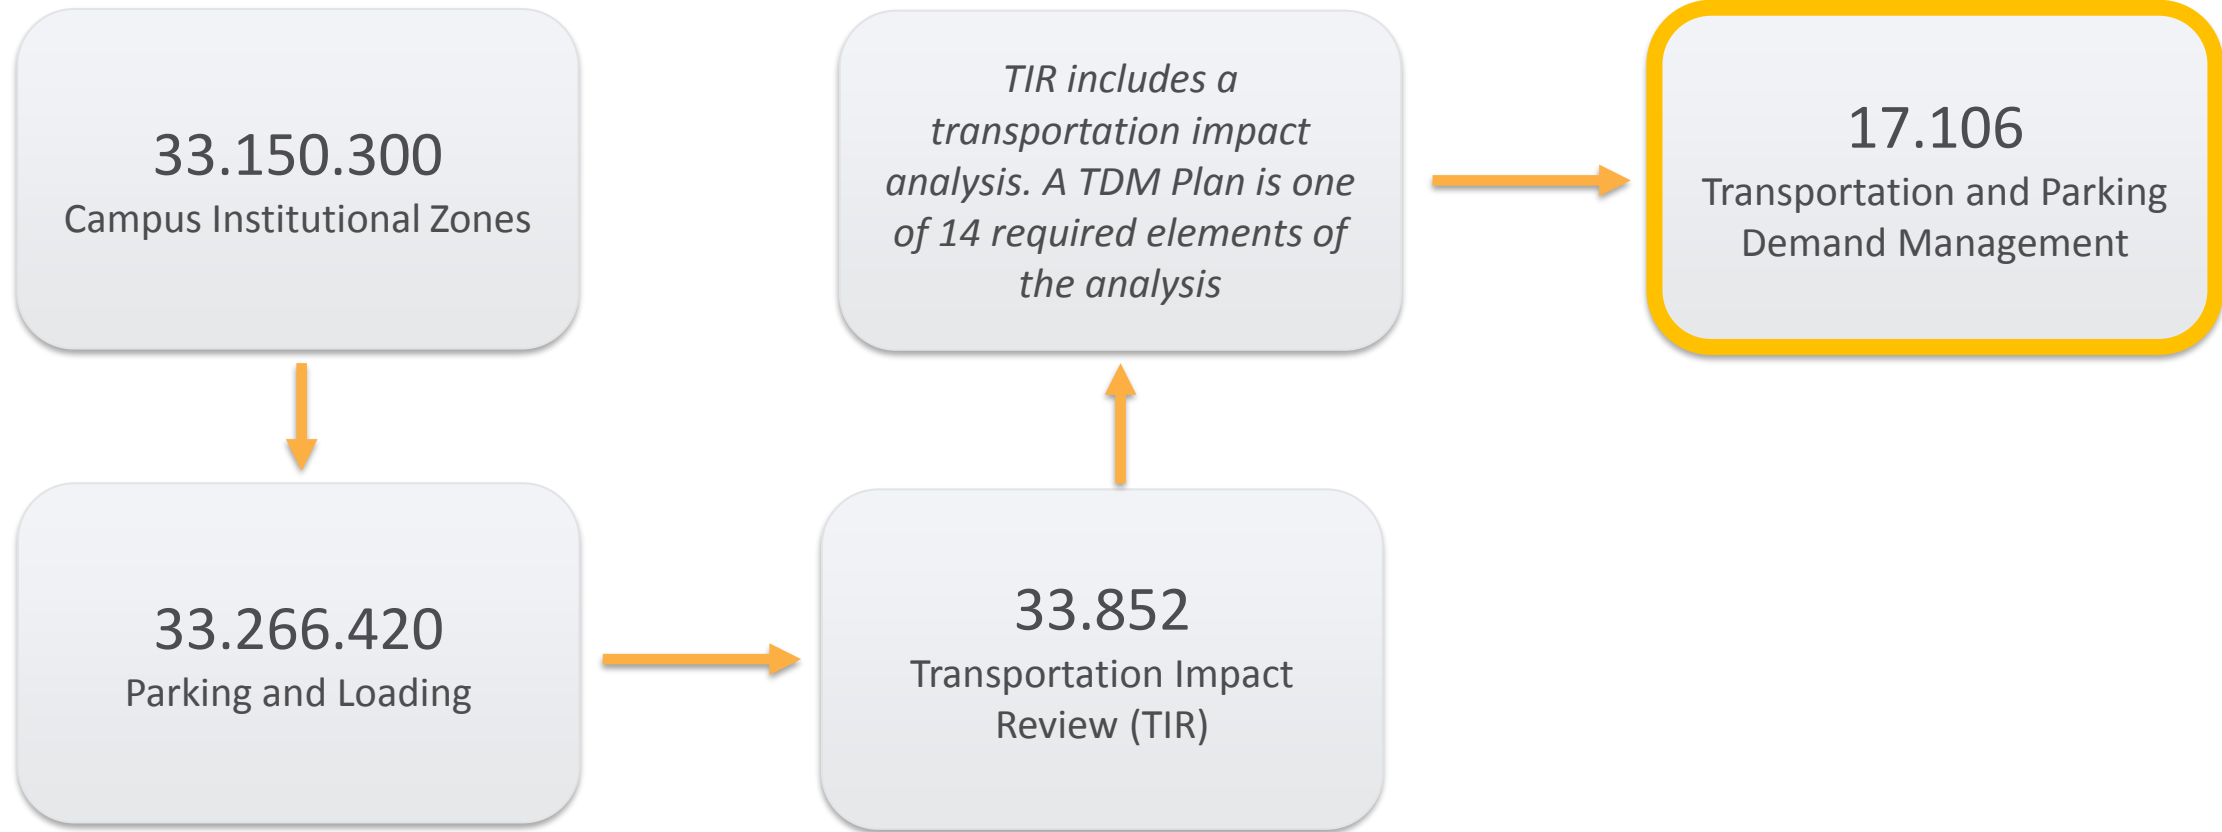 33.150.300
Campus Institutional Zones
33.266.420
Parking and Loading
33.852
Transportation Impact
Review (TIR)
TIR includes a
transportation impact
analysis. A TDM Plan is one
of 14 required elements of
the analysis
17.106
Transportation and Parking
Demand Management